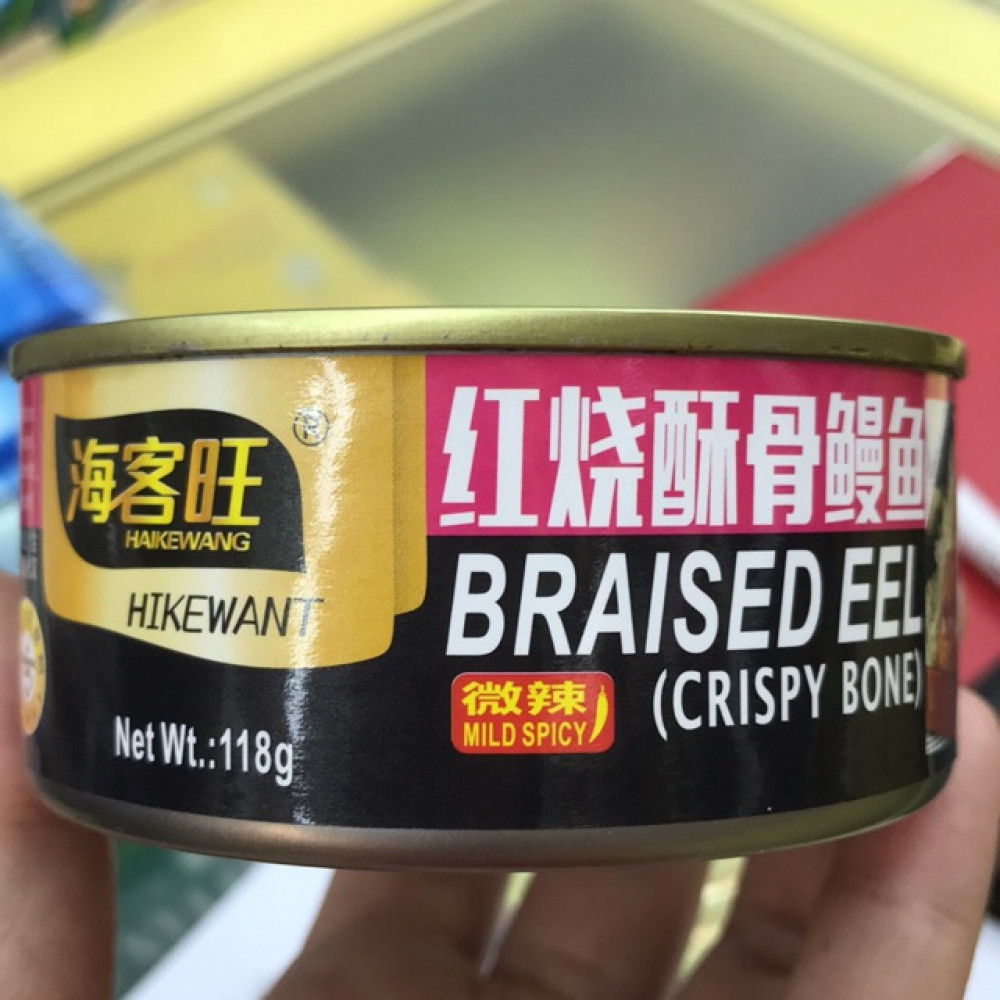 海客旺®
HAIKEWANG
HIKEWANT
Net Wt.:118g
红烧酥骨鳗鱼
BRAISED EEL
(CRISPY BONE)
微辣
MILD SPICY